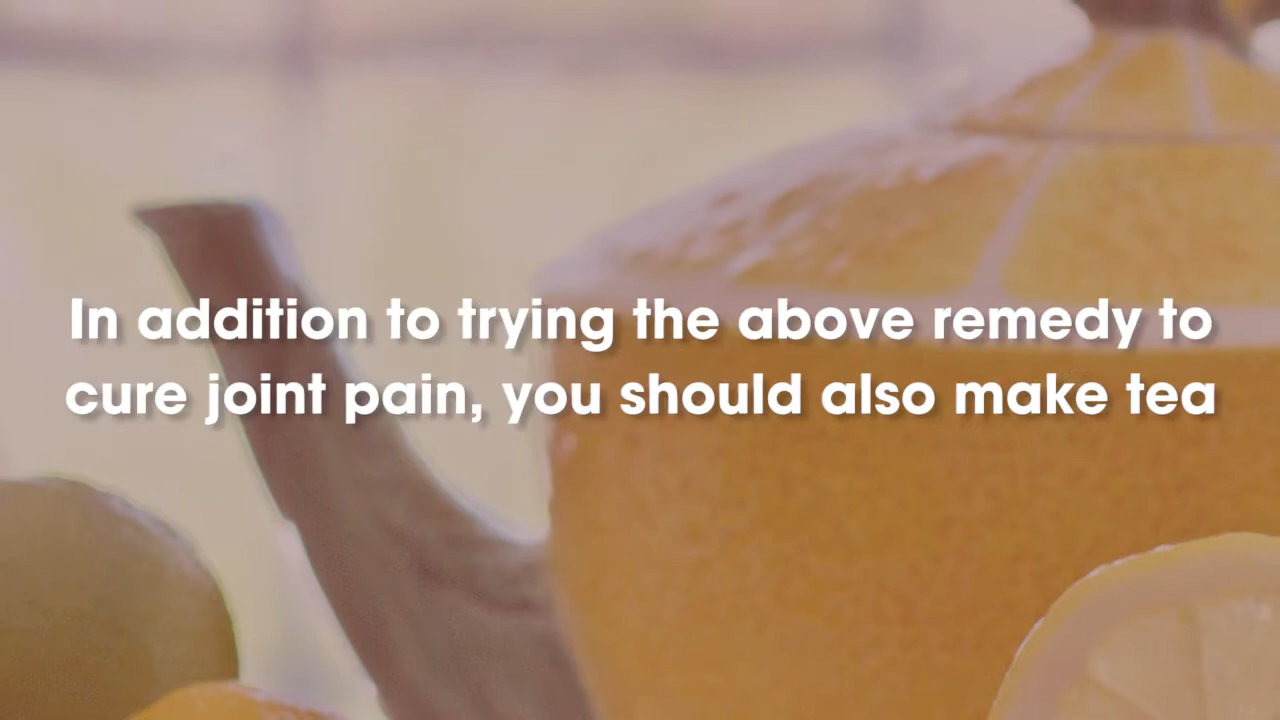 In addition to trying the above remedy to
cure joint pain, you should also make tea